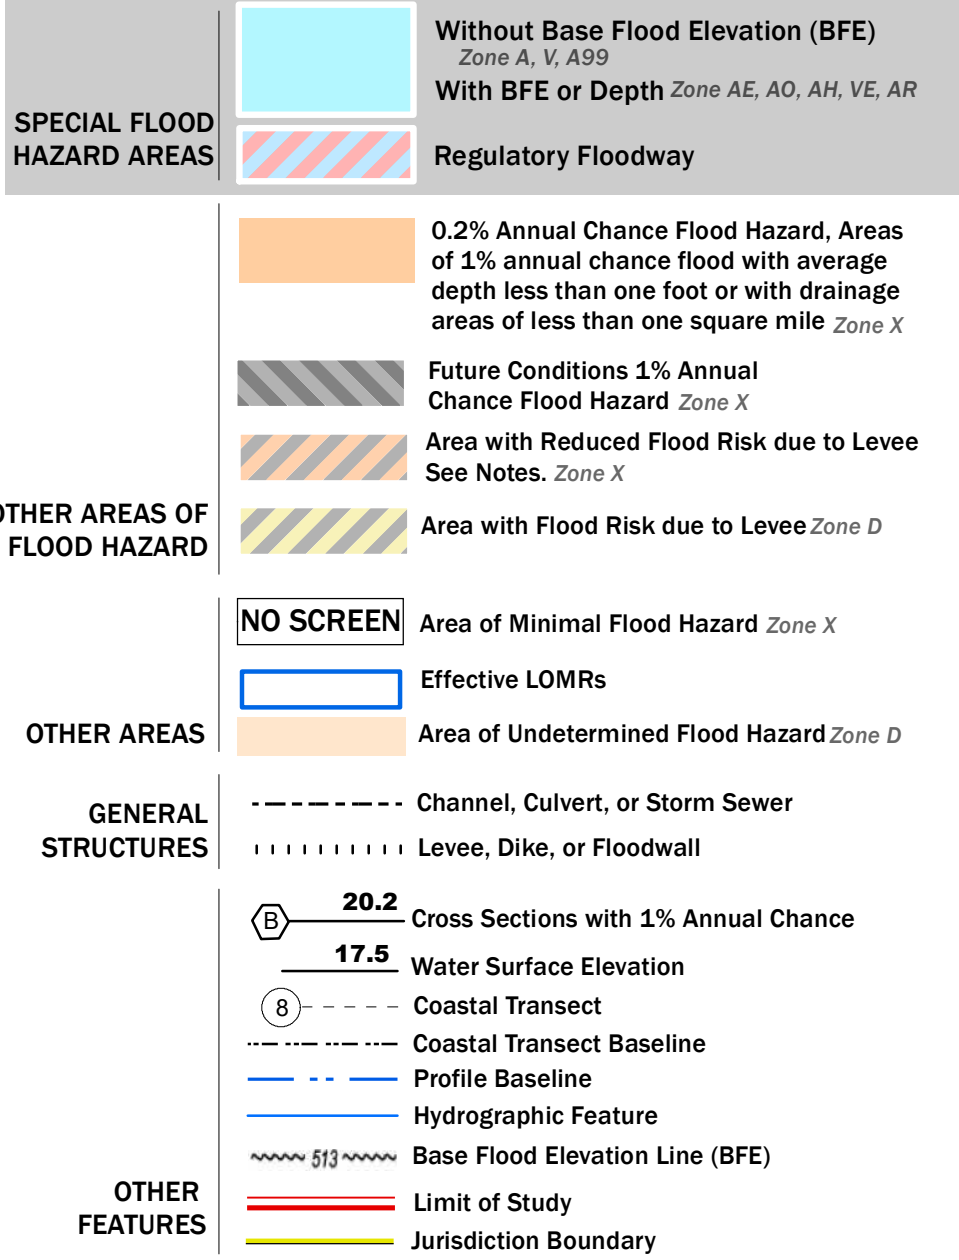 SPECIAL FLOOD
HAZARD AREAS
Without Base Flood Elevation (BFE)
Zone A, V, A99
With BFE or Depth Zone AE, AO, AH, VE, AR
Regulatory Floodway
OTHER AREAS OF
FLOOD HAZARD
0.2% Annual Chance Flood Hazard, Areas
of 1% annual chance flood with average
depth less than one foot or with drainage
areas of less than one square mile Zone X
Future Conditions 1% Annual
Chance Flood Hazard Zone X
Area with Reduced Flood Risk due to Levee
See Notes. Zone X
Area with Flood Risk due to Levee Zone D
OTHER AREAS
NO SCREEN Area of Minimal Flood Hazard Zone X
Effective LOMRs
Area of Undetermined Flood Hazard Zone D
GENERAL
STRUCTURES
Channel, Culvert, or Storm Sewer
Levee, Dike, or Floodwall
OTHER
FEATURES
B 20.2 Cross Sections with 1% Annual Chance
17.5 Water Surface Elevation
8 Coastal Transect
Coastal Transect Baseline
Profile Baseline
Hydrographic Feature
513 Base Flood Elevation Line (BFE)
Limit of Study
Jurisdiction Boundary